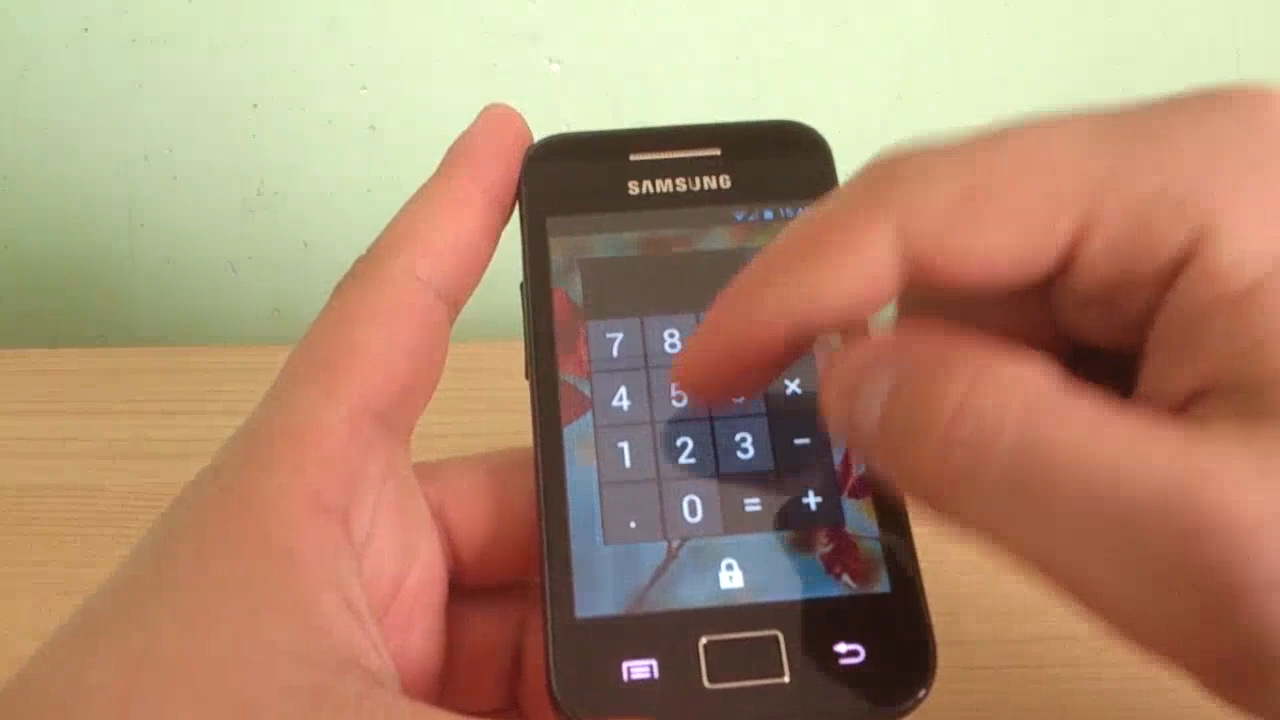 SAMSUNG
7 8
4 5 ×
1 2 3 −
. 0 = +